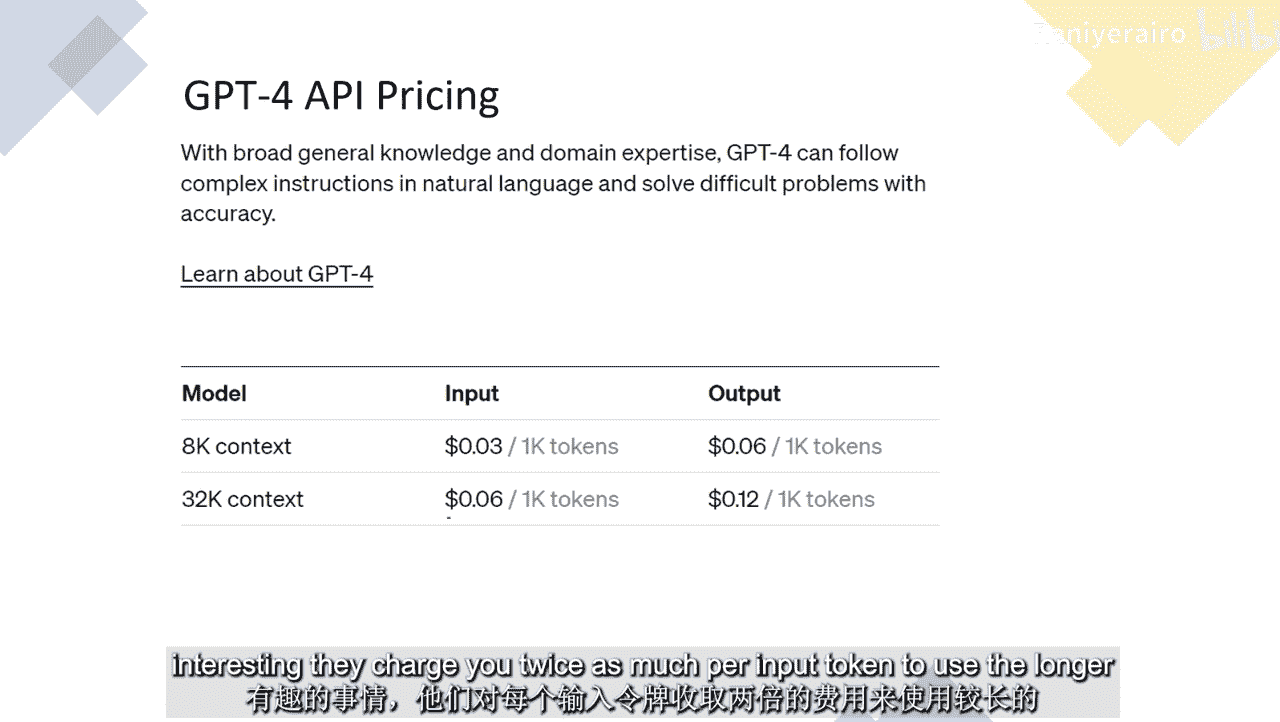 GPT-4 API Pricing
With broad general knowledge and domain expertise, GPT-4 can follow
complex instructions in natural language and solve difficult problems with
accuracy.
Learn about GPT-4
Model Input Output
8K context $0.03 / 1K tokens $0.06 / 1K tokens
32K context $0.06 / 1K tokens $0.12 / 1K tokens
interesting they charge you twice as much per input token to use the longer
有趣的事情，他们对每个输入令牌收取两倍的费用来使用较长的